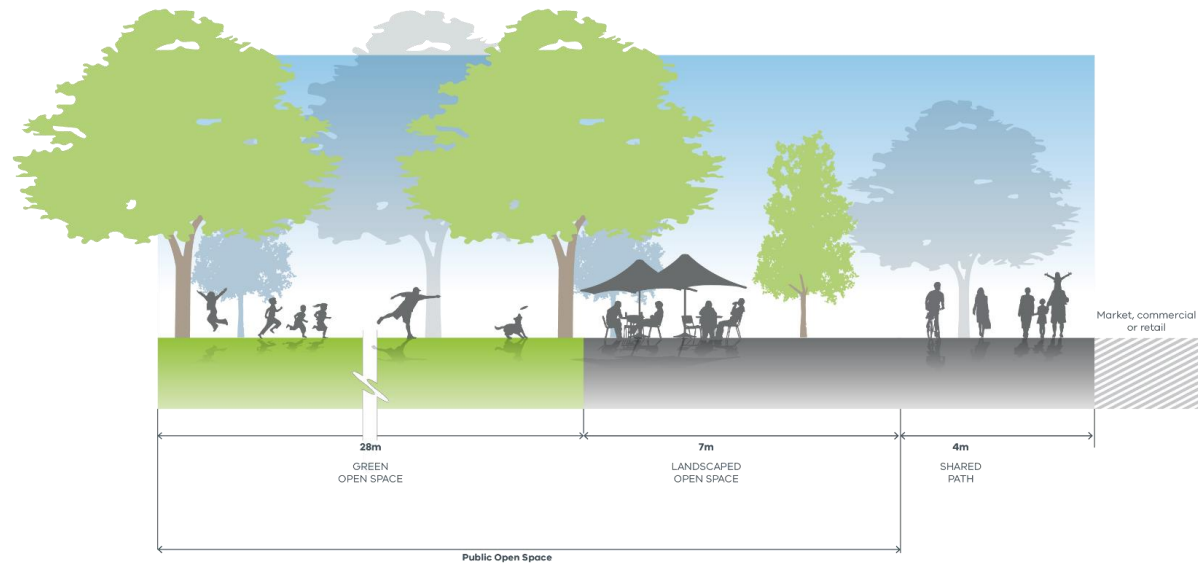 Market, commercial
or retail
28m
7m
4m
GREEN
OPEN SPACE
LANDSCAPED
OPEN SPACE
SHARED
PATH
Public Open Space